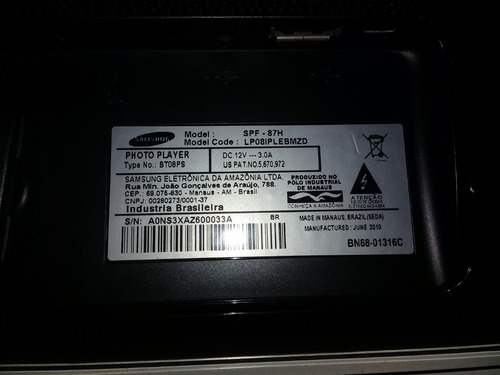 SAMSUNG
Model : SPF - 87H
Model Code : LP08IPLEBMZD
PHOTO PLAYER
Type No.: BT08PS
DC 12V --- 3.0A
US PAT.NO.5,670,972
SAMSUNG ELETRÔNICA DA AMAZÔNIA LTDA.
Rua Min. João Gonçalves de Araújo, 788.
CEP.: 69.075-830 - Manaus - AM - Brasil
CNPJ: 00280273/0001-37
Indústria Brasileira
PRODUZIDO NO
PÓLO INDUSTRIAL
DE MANAUS
CONHEÇA A AMAZÔNIA
ATENÇÃO
S/N: A0NS3XAZ600033A BR
MADE IN MANAUS, BRAZIL(SEDA)
MANUFACTURED : JUNE 2010
BN68-01316C